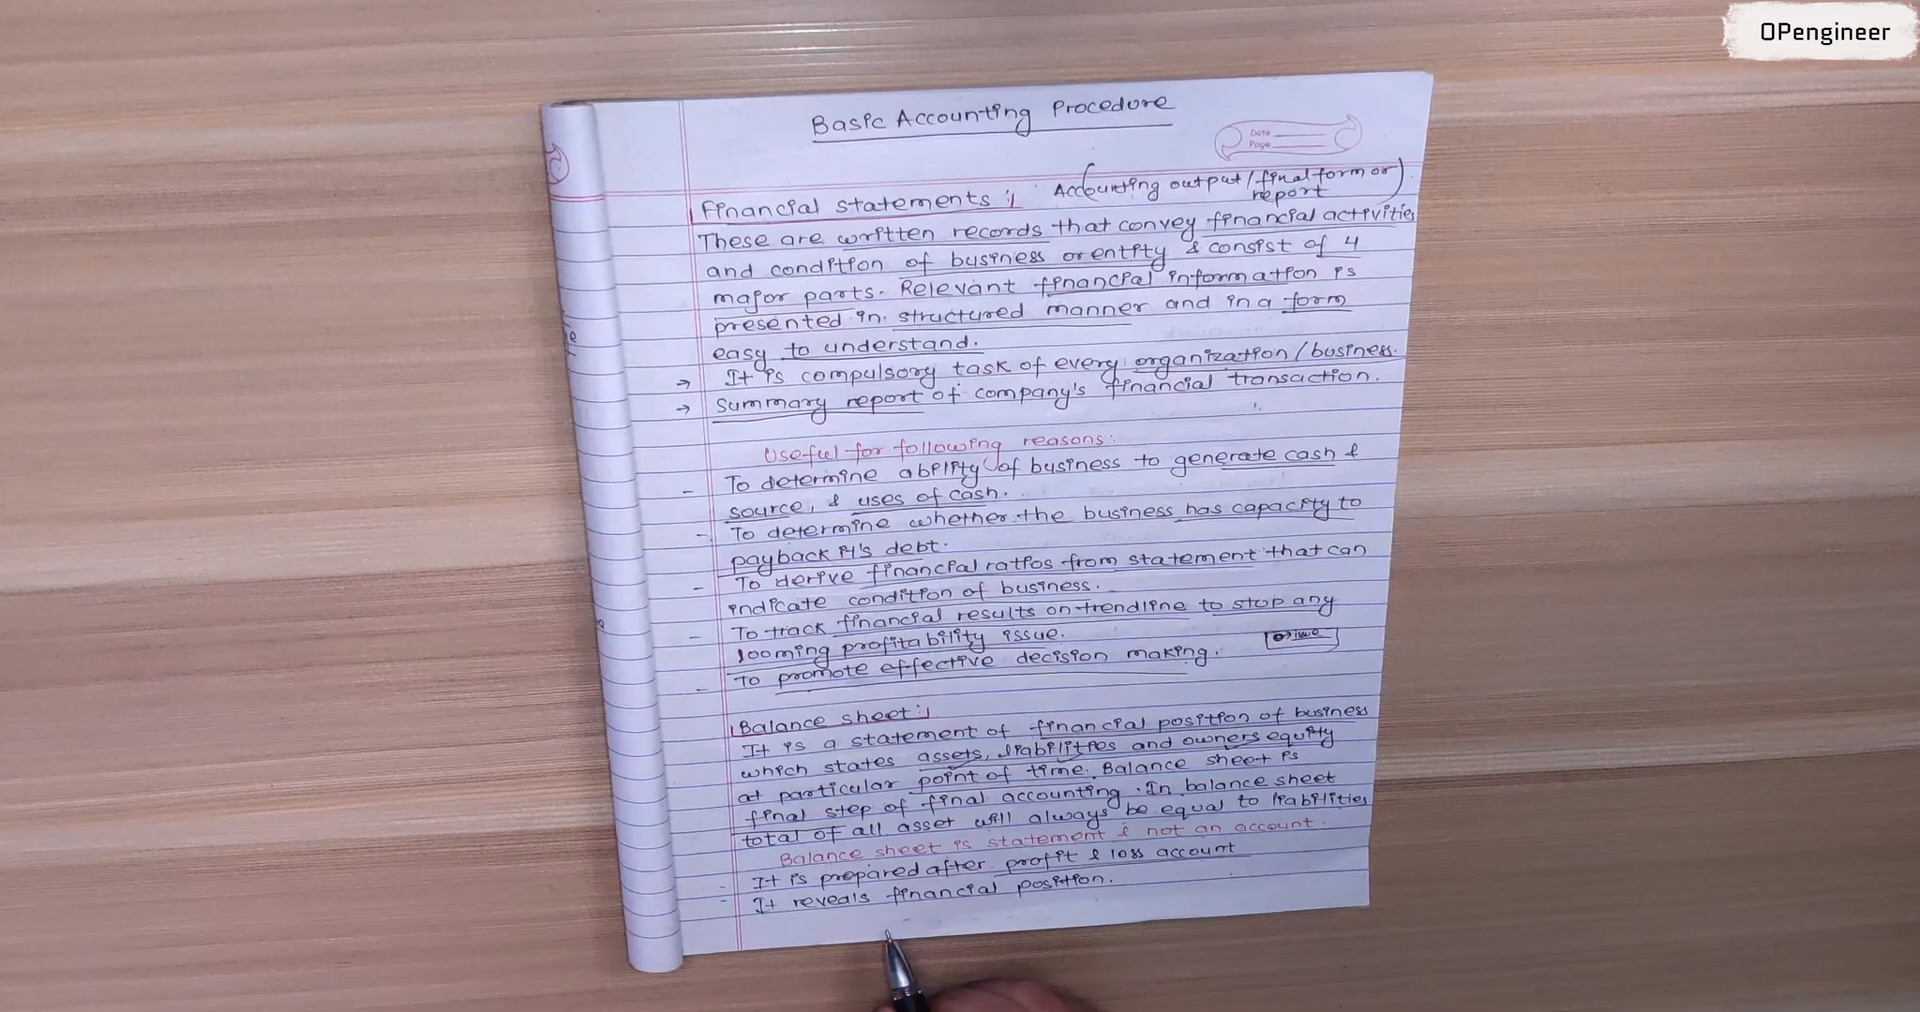 OPengineer
Basic Accounting Procedure
Date
Page
Financial statements :| (Accounting output/final form or report)
These are written records that convey financial activities
and condition of business or entity & consist of 4
major parts. Relevant financial information is
presented in structured manner and in a form
easy to understand.
→ It is compulsory task of every organization/business.
→ Summary report of company's financial transaction.
Useful for following reasons:
- To determine ability of business to generate cash &
source, & uses of cash.
- To determine whether the business has capacity to
payback it's debt.
- To derive financial ratios from statement that can
indicate condition of business.
- To track financial results on trendline to stop any
looming profitability issue.
- To promote effective decision making.
Balance sheet:|
It is a statement of financial position of business
which states assets, liabilities and owners equity
at particular point of time. Balance sheet is
final step of final accounting. In balance sheet
total of all asset will always be equal to liabilities
Balance sheet is statement & not an account.
- It is prepared after profit & loss account
- It reveals financial position.